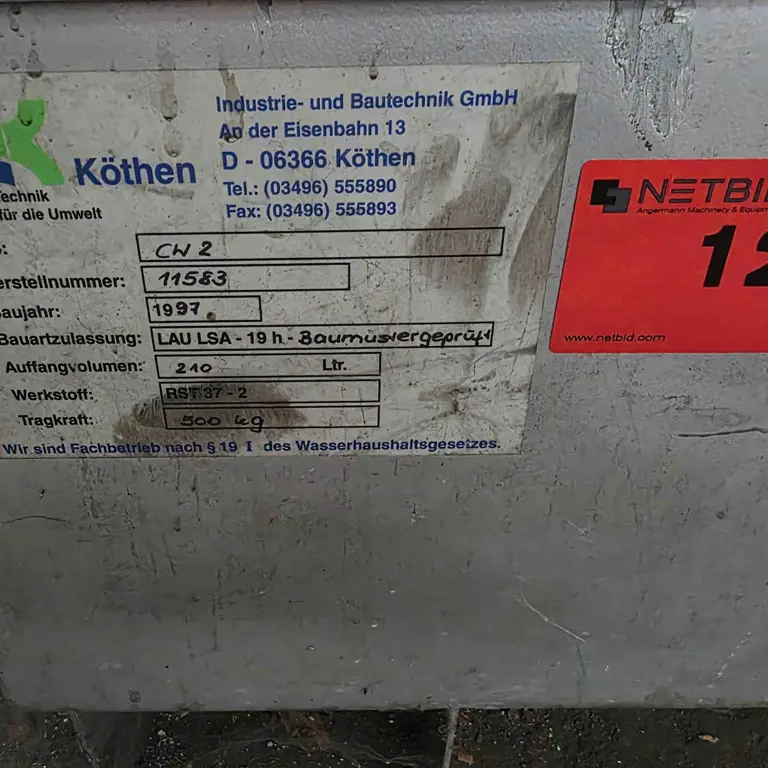 Industrie- und Bautechnik GmbH
An der Eisenbahn 13
D - 06366 Köthen
Tel.: (03496) 555890
Fax: (03496) 555893
Köthen
echnik
für die Umwelt
: CW 2
erstellnummer: 11583
aujahr: 1997
Bauartzulassung: LAU LSA - 19 h - Baumustergeprüft
Auffangvolumen: 210 Ltr.
Werkstoff: RST 37 - 2
Tragkraft: 500 kg
Wir sind Fachbetrieb nach § 19 I des Wasserhaushaltsgesetzes.
NETBI
Angermann Machinery & Equipm
12
www.netbid.com